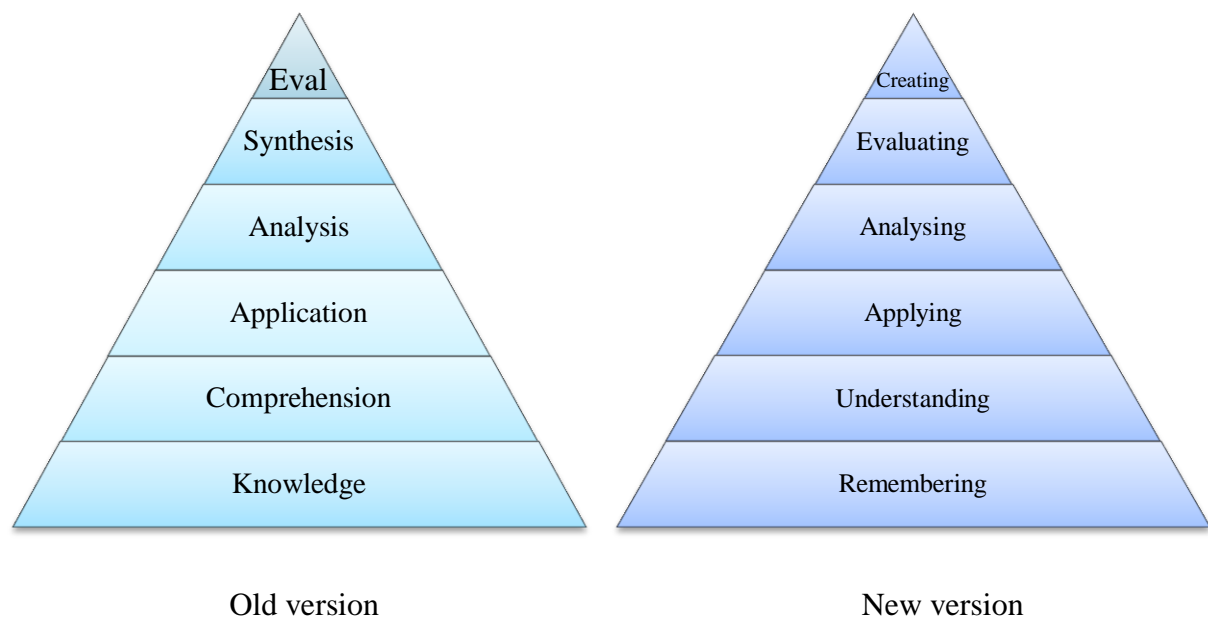 Eval
Synthesis
Analysis
Application
Comprehension
Knowledge
Old version
Creating
Evaluating
Analysing
Applying
Understanding
Remembering
New version